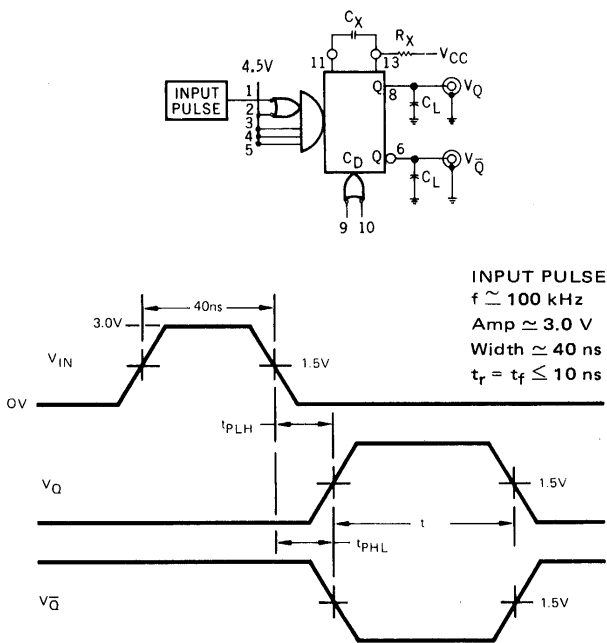 C_X
R_X
V_CC
11
13
4.5V
INPUT
PULSE
1
2
3
4
5
Q
8
V_Q
C_L
Q
6
V_Q̅
C_D
C_L
9 10
INPUT PULSE
f ≃ 100 kHz
Amp ≃ 3.0 V
Width ≃ 40 ns
t_r = t_f ≤ 10 ns
40ns
3.0V
V_IN
1.5V
OV
t_PLH
V_Q
1.5V
t
t_PHL
V_Q̅
1.5V